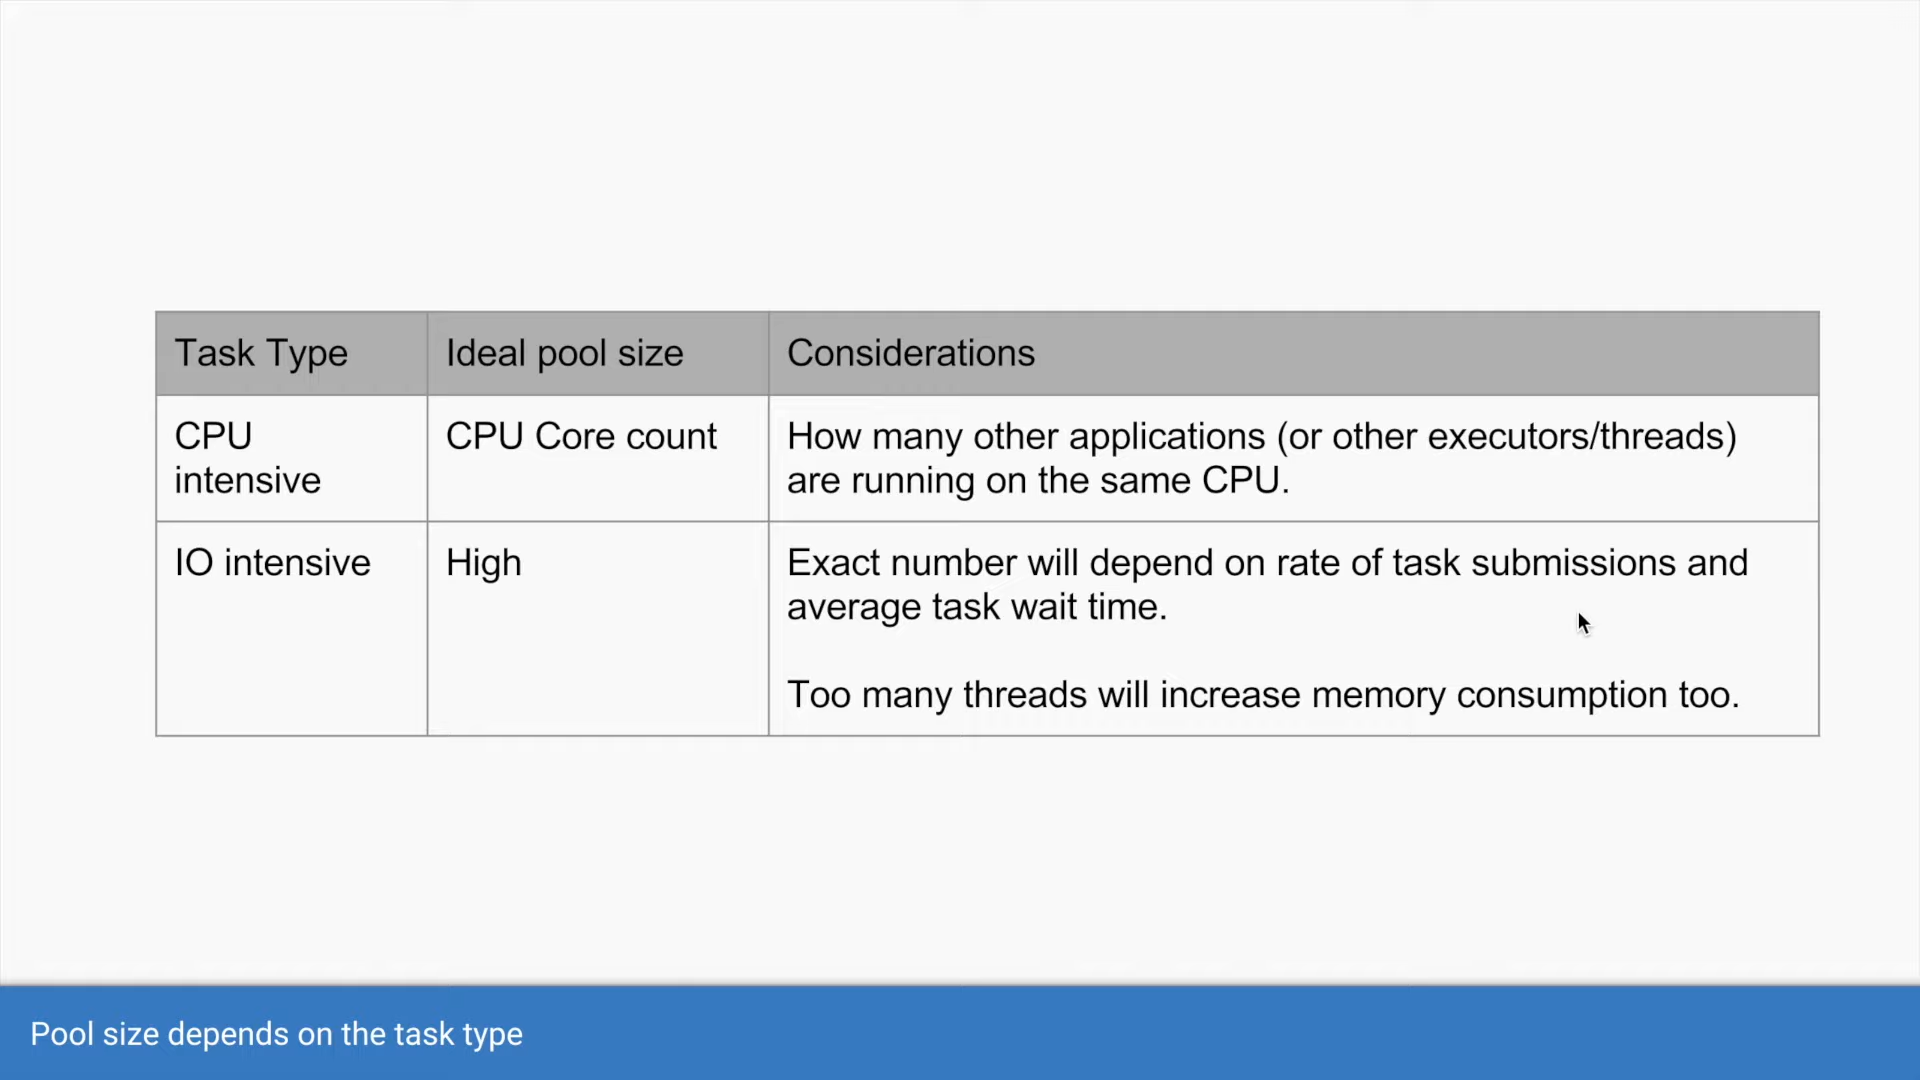 Task Type
Ideal pool size
Considerations
CPU
intensive
CPU Core count
How many other applications (or other executors/threads)
are running on the same CPU.
IO intensive
High
Exact number will depend on rate of task submissions and
average task wait time.
Too many threads will increase memory consumption too.
Pool size depends on the task type